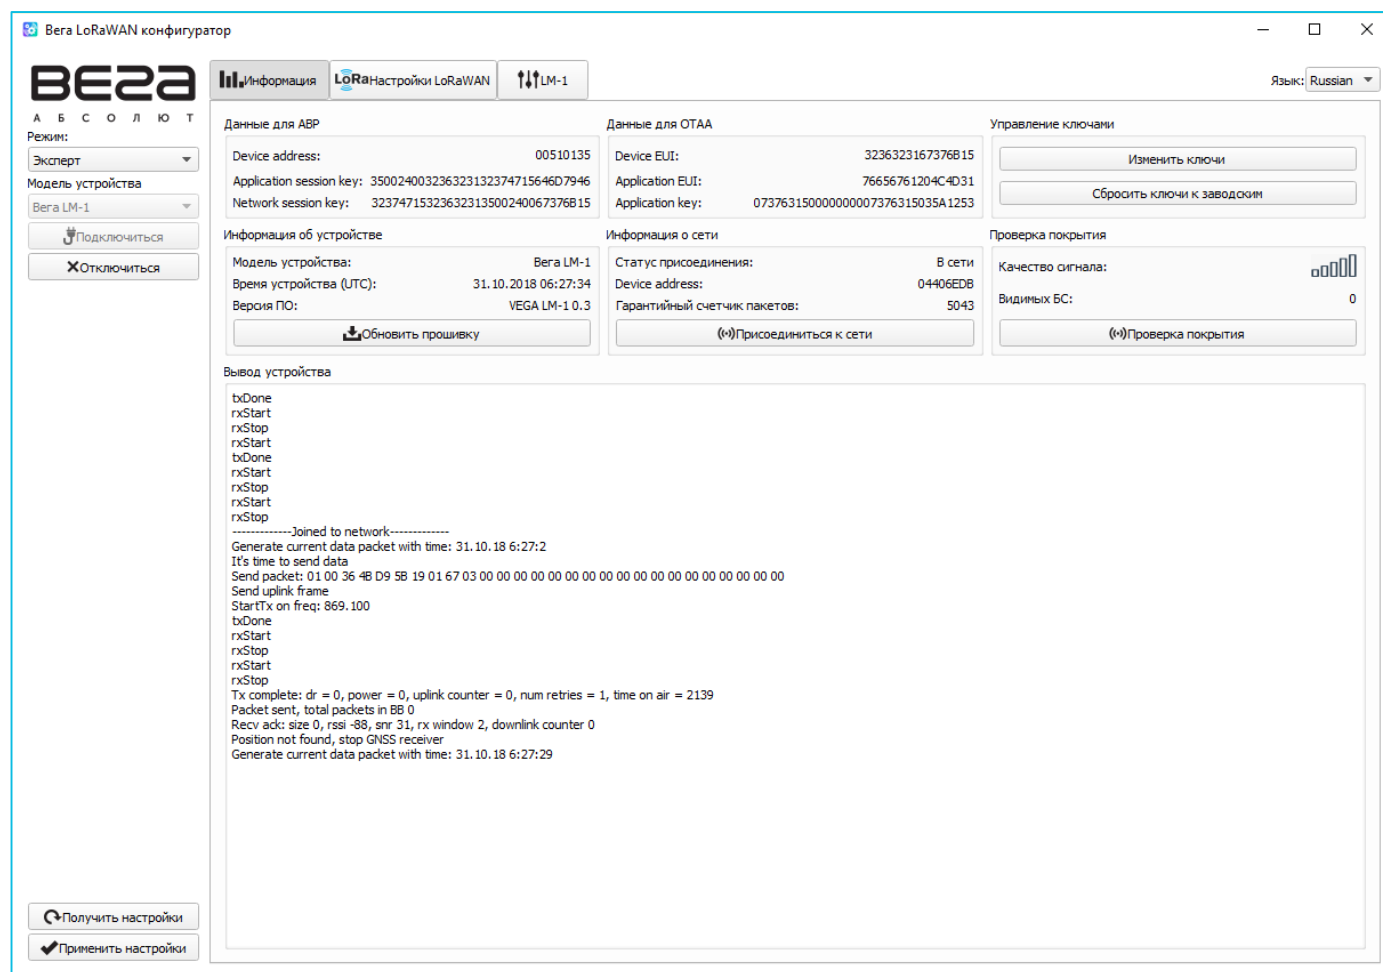 Вега LoRaWAN конфигуратор
ВЕГА
АБСОЛЮТ
Режим:
Эксперт
Модель устройства
Вега LM-1
Подключиться
Отключиться
Получить настройки
Применить настройки
Информация
LoRa Настройки LoRaWAN
LM-1
Язык: Russian
Данные для ABP
Device address: 00510135
Application session key: 35002400323632313237471564 6D7946
Network session key: 32374715323632313500240067376B15
Данные для OTAA
Device EUI: 3236323167376B15
Application EUI: 76656761204C4D31
Application key: 073763150000000007376315035A1253
Управление ключами
Изменить ключи
Сбросить ключи к заводским
Информация об устройстве
Модель устройства: Вега LM-1
Время устройства (UTC): 31.10.2018 06:27:34
Версия ПО: VEGA LM-1 0.3
Обновить прошивку
Информация о сети
Статус присоединения: В сети
Device address: 04406EDB
Гарантийный счетчик пакетов: 5043
Присоединиться к сети
Проверка покрытия
Качество сигнала:
Видимых БС: 0
Проверка покрытия
Вывод устройства
txDone
rxStart
rxStop
rxStart
txDone
rxStart
rxStop
rxStart
rxStop
-------------Joined to network-------------
Generate current data packet with time: 31.10.18 6:27:2
It's time to send data
Send packet: 01 00 36 4B D9 5B 19 01 67 03 00 00 00 00 00 00 00 00 00 00 00 00 00 00 00 00 00 00
Send uplink frame
StartTx on freq: 869.100
txDone
rxStart
rxStop
rxStart
rxStop
Tx complete: dr = 0, power = 0, uplink counter = 0, num retries = 1, time on air = 2139
Packet sent, total packets in BB 0
Recv ack: size 0, rssi -88, snr 31, rx window 2, downlink counter 0
Position not found, stop GNSS receiver
Generate current data packet with time: 31.10.18 6:27:29